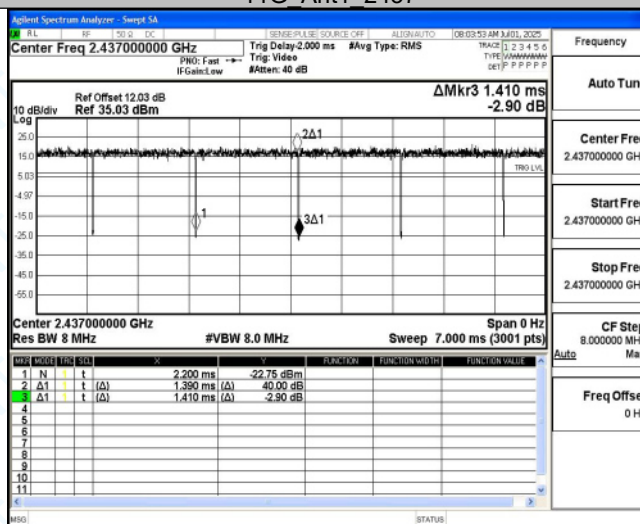 Agilent Spectrum Analyzer - Swept SA
RL RF 50 Ω DC SENSE:PULSE SOURCE OFF ALIGN AUTO 08:03:53 AM Jul 01, 2025
Center Freq 2.437000000 GHz
PNO: Fast
IFGain:Low
Trig Delay-2.000 ms
Trig: Video
#Atten: 40 dB
#Avg Type: RMS
TRACE 1 2 3 4 5 6
TYPE
DET P P P P P P
Ref Offset 12.03 dB
10 dB/div Ref 35.03 dBm
Log
ΔMkr3 1.410 ms
-2.90 dB
25.0
15.0
5.03
-4.97
-15.0
-25.0
-35.0
-45.0
-55.0
2Δ1
TRIG LVL
1
3Δ1
Center 2.437000000 GHz Span 0 Hz
Res BW 8 MHz #VBW 8.0 MHz Sweep 7.000 ms (3001 pts)
MKR MODE TRC SCL X Y FUNCTION FUNCTION WIDTH FUNCTION VALUE
1 N 1 t 2.200 ms -22.75 dBm
2 Δ1 1 t (Δ) 1.390 ms (Δ) 40.00 dB
3 Δ1 1 t (Δ) 1.410 ms (Δ) -2.90 dB
4
5
6
7
8
9
10
11
MSG STATUS
Frequency
Auto Tun
Center Fre
2.437000000 GH
Start Fre
2.437000000 GH
Stop Fre
2.437000000 GH
CF Ste
8.000000 MH
Auto Ma
Freq Offse
0 H